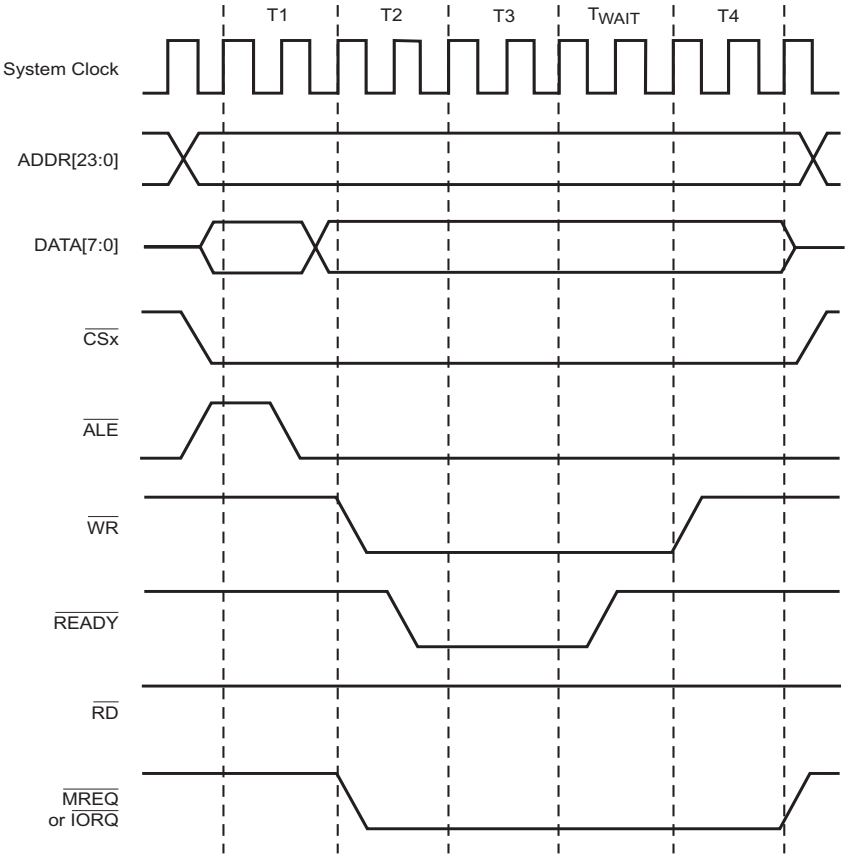 T1 T2 T3 TWAIT T4
System Clock
ADDR[23:0]
DATA[7:0]
CSx
ALE
WR
READY
RD
MREQ
or IORQ